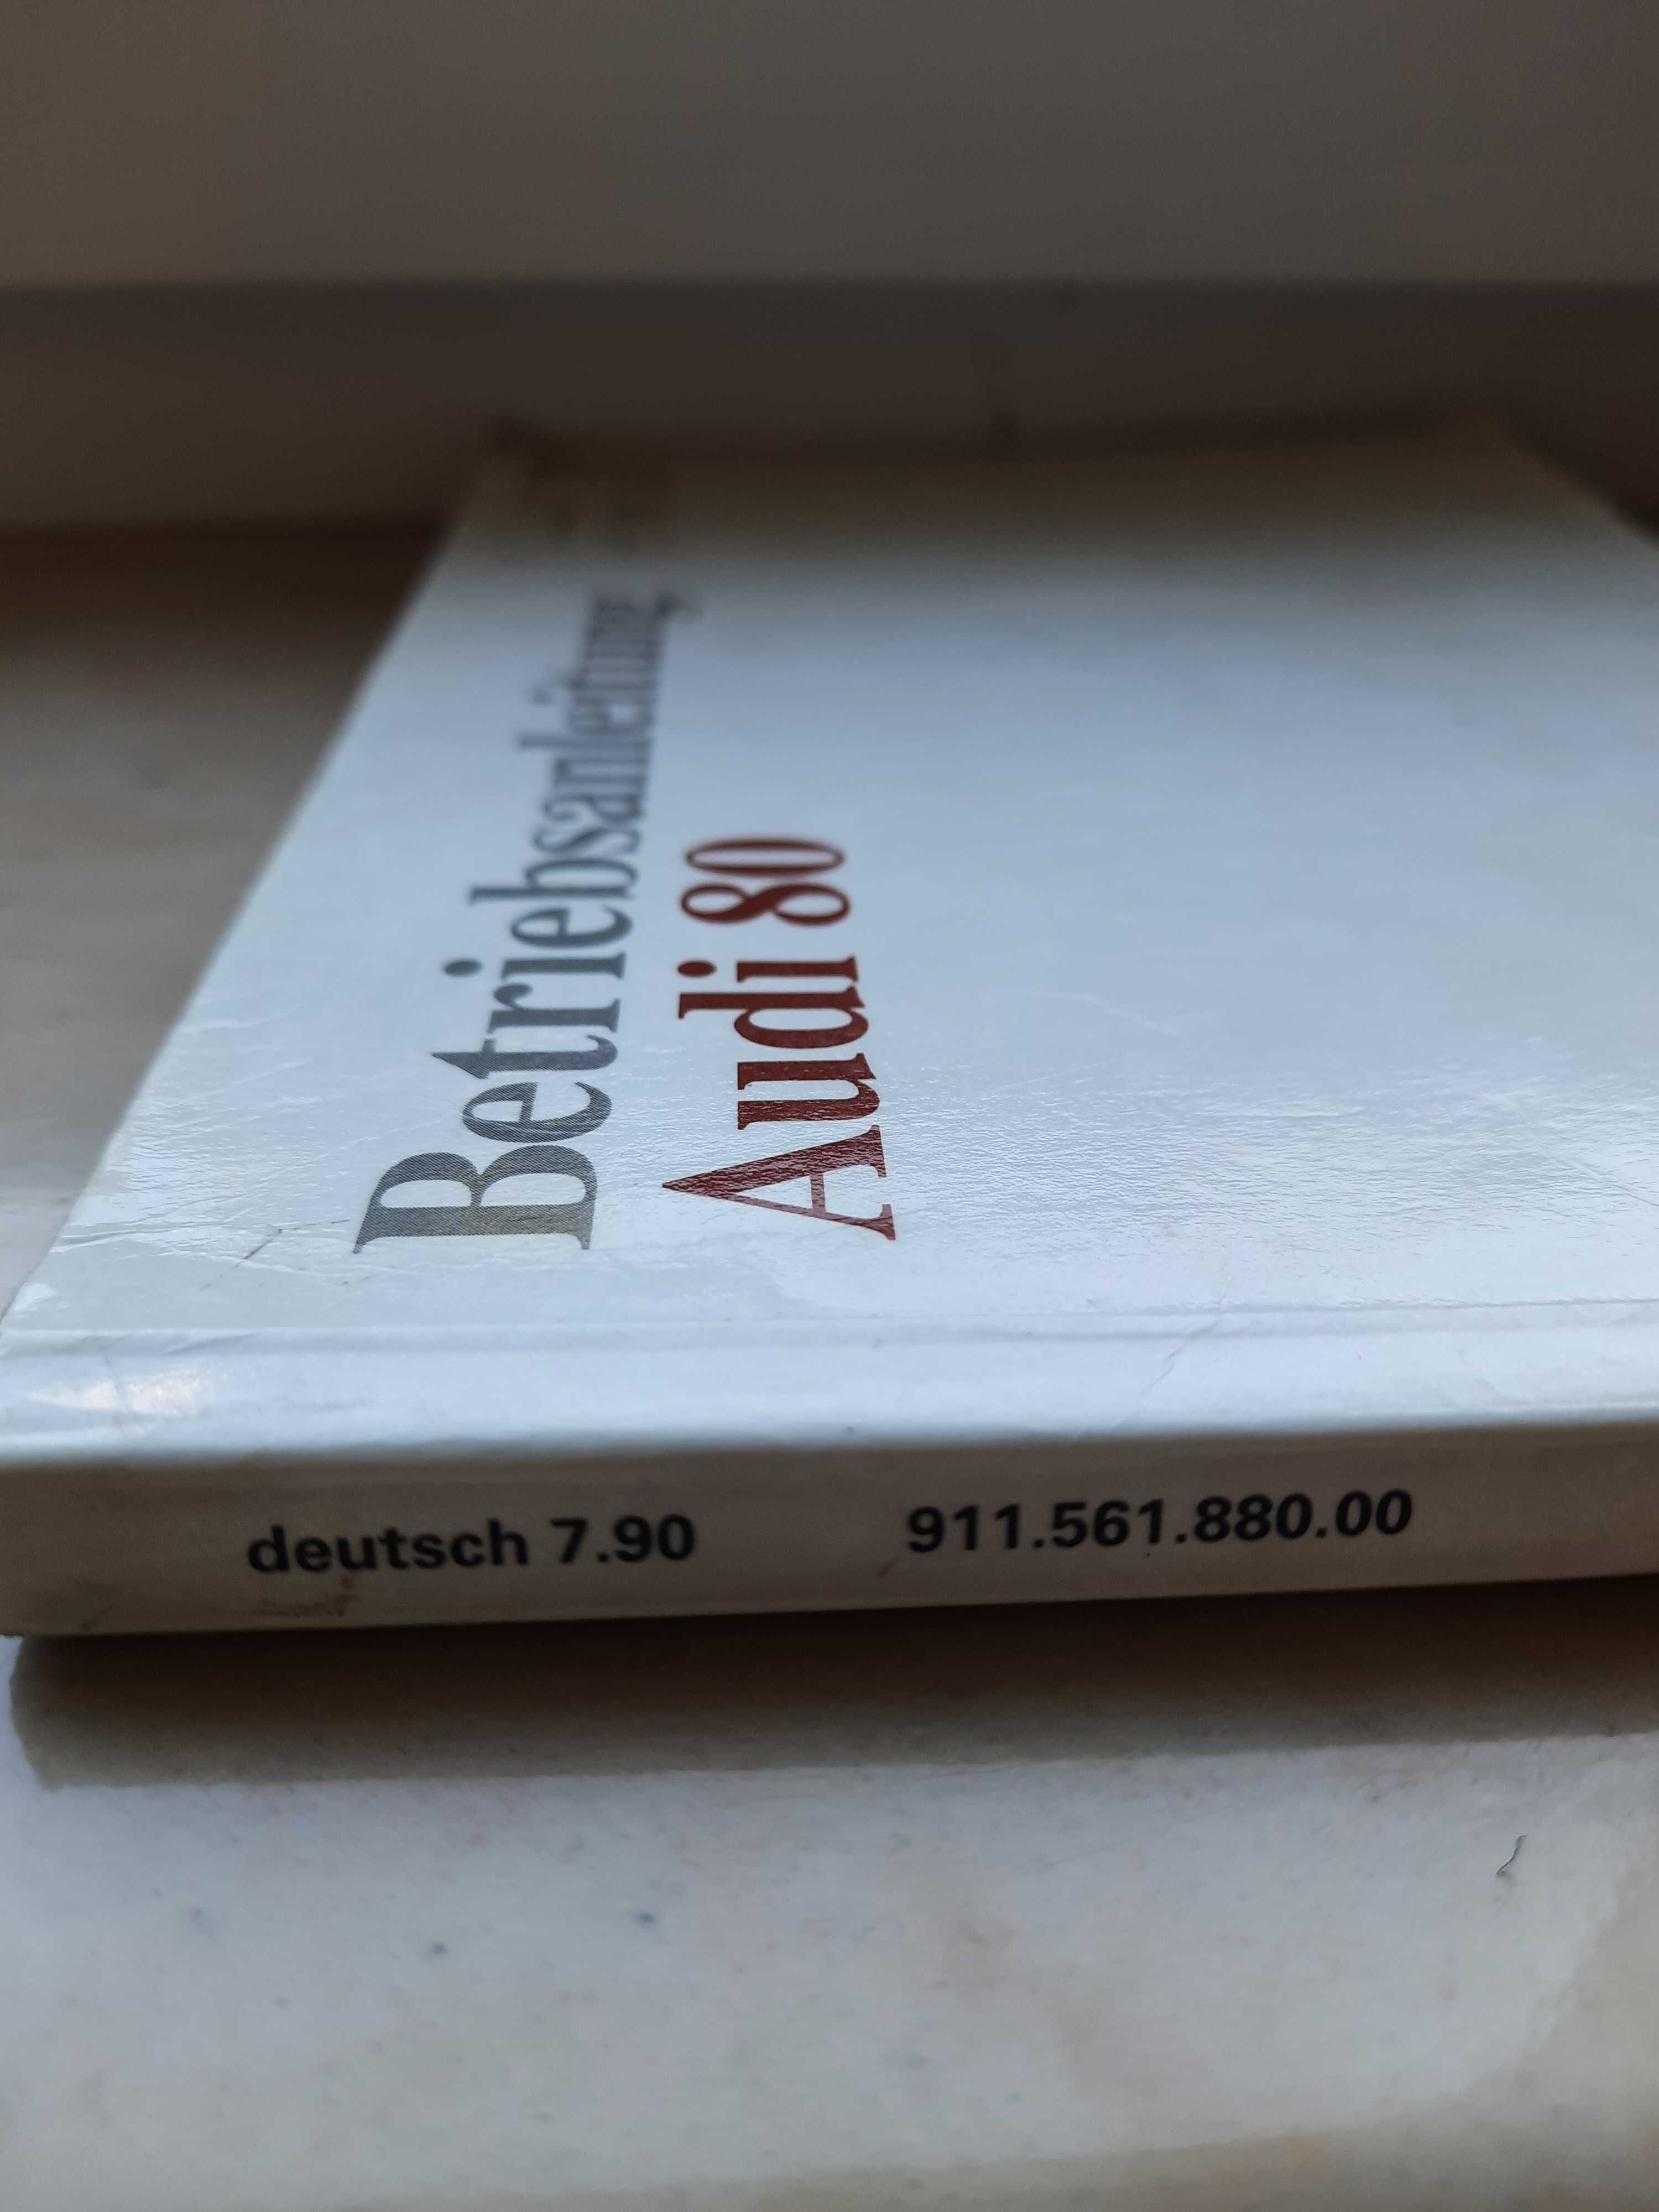 Betriebsanleitung
Audi 80
deutsch 7.90 911.561.880.00